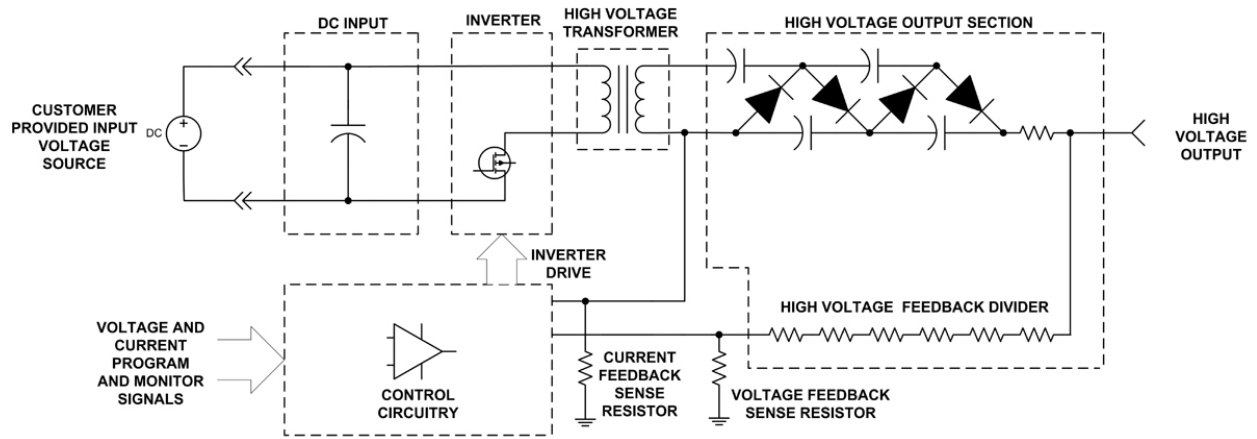 DC INPUT
INVERTER
HIGH VOLTAGE
TRANSFORMER
HIGH VOLTAGE OUTPUT SECTION
CUSTOMER
PROVIDED INPUT
VOLTAGE
SOURCE
DC
+
−
HIGH
VOLTAGE
OUTPUT
INVERTER
DRIVE
VOLTAGE AND
CURRENT
PROGRAM
AND MONITOR
SIGNALS
CONTROL
CIRCUITRY
CURRENT
FEEDBACK
SENSE
RESISTOR
HIGH VOLTAGE FEEDBACK DIVIDER
VOLTAGE FEEDBACK
SENSE RESISTOR